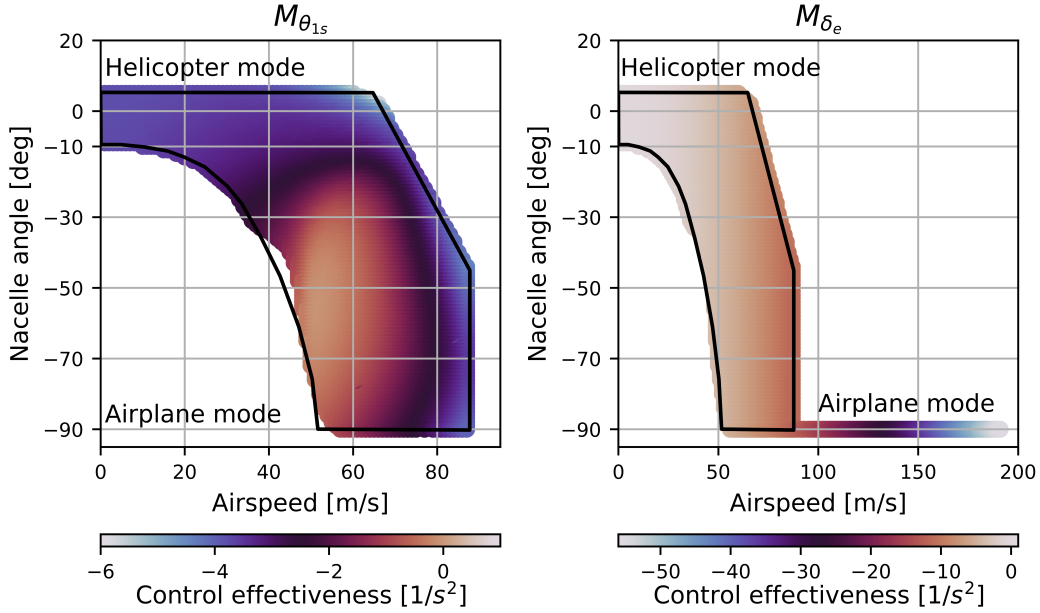 M_{θ_{1s}}
20
0
−10
−30
−50
−70
−90
Nacelle angle [deg]
Helicopter mode
Airplane mode
0
20
40
60
80
Airspeed [m/s]
−6
−4
−2
0
Control effectiveness [1/s²]
M_{δ_e}
20
0
−10
−30
−50
−70
−90
Nacelle angle [deg]
Helicopter mode
Airplane mode
0
50
100
150
200
Airspeed [m/s]
−50
−40
−30
−20
−10
0
Control effectiveness [1/s²]